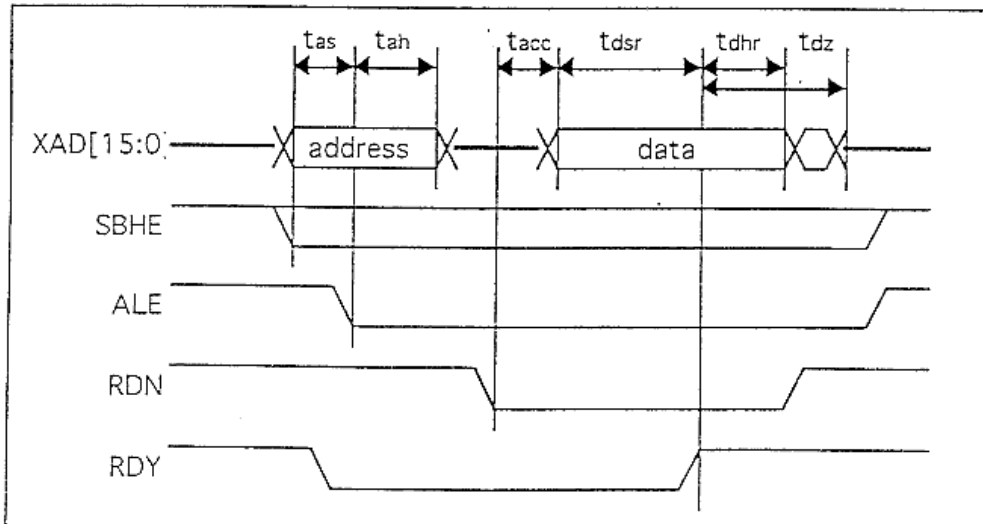 tas tah tacc tdsr tdhr tdz
XAD[15:0] address data
SBHE
ALE
RDN
RDY